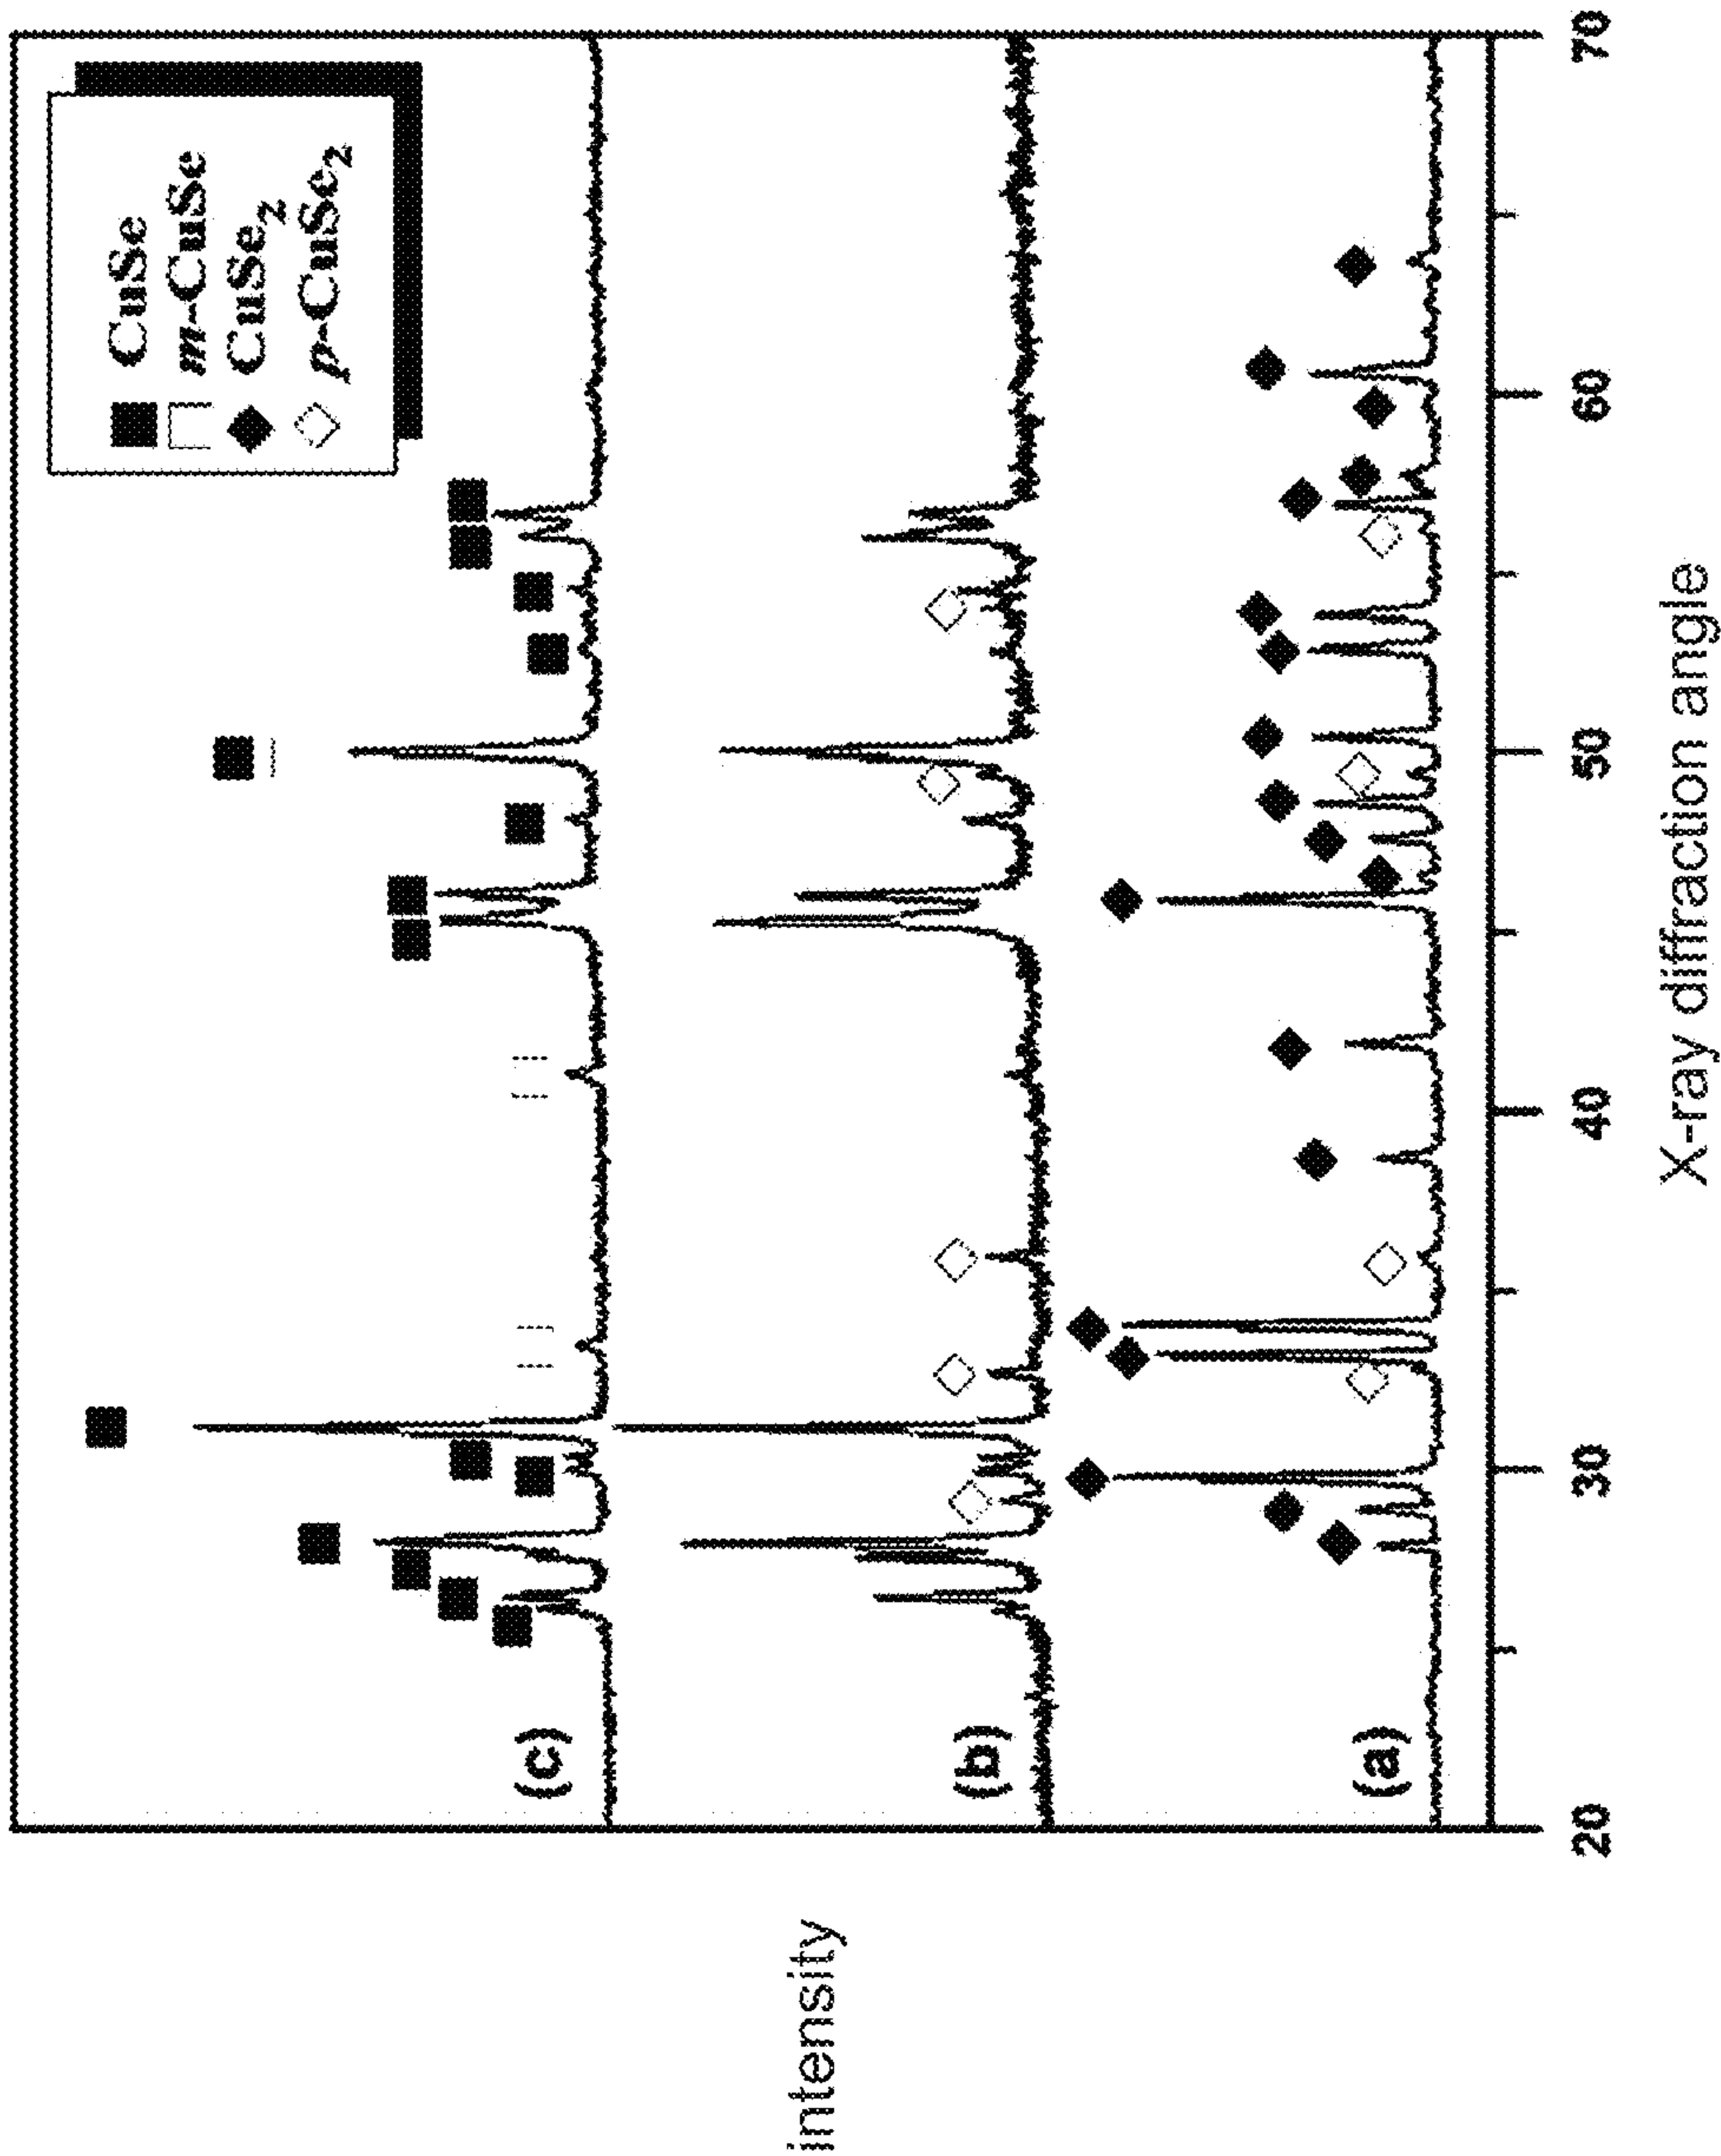 CuSe
m-CuSe
CuSe2
p-CuSe2
(c)
(b)
(a)
intensity
20 30 40 50 60 70
X-ray diffraction angle